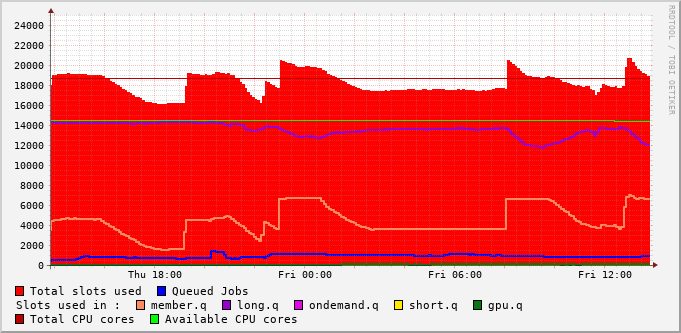 24000
22000
20000
18000
16000
14000
12000
10000
8000
6000
4000
2000
0
Thu 18:00 Fri 00:00 Fri 06:00 Fri 12:00
RRDTOOL / TOBI OETIKER
Total slots used Queued Jobs
Slots used in : member.q long.q ondemand.q short.q gpu.q
Total CPU cores Available CPU cores